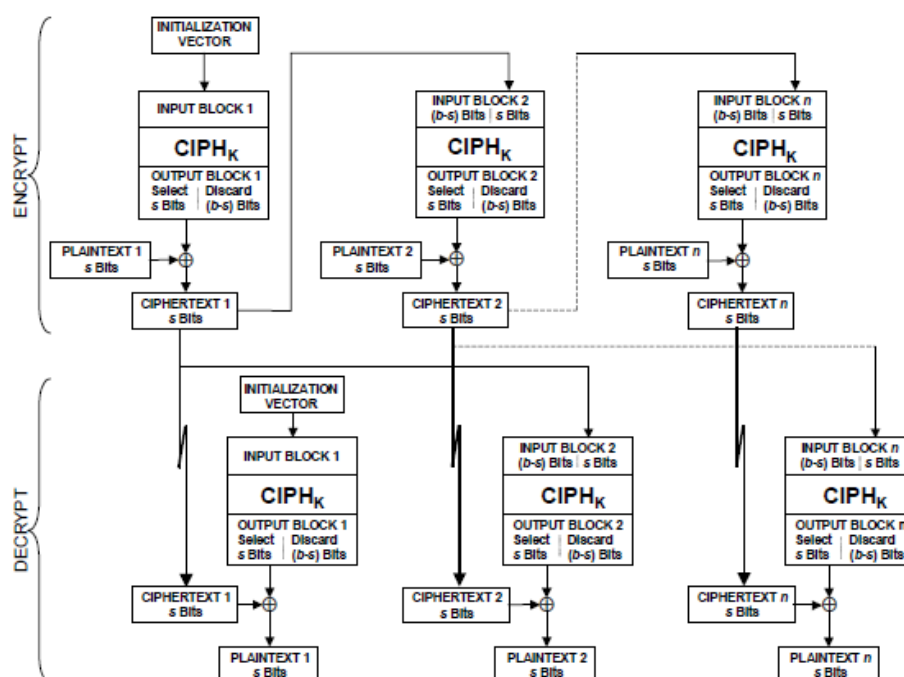 ENCRYPT
INITIALIZATION
VECTOR
INPUT BLOCK 1
CIPHK
OUTPUT BLOCK 1
Select Discard
s Bits (b-s) Bits
PLAINTEXT 1
s Bits
CIPHERTEXT 1
s Bits
INPUT BLOCK 2
(b-s) Bits s Bits
CIPHK
OUTPUT BLOCK 2
Select Discard
s Bits (b-s) Bits
PLAINTEXT 2
s Bits
CIPHERTEXT 2
s Bits
INPUT BLOCK n
(b-s) Bits s Bits
CIPHK
OUTPUT BLOCK n
Select Discard
s Bits (b-s) Bits
PLAINTEXT n
s Bits
CIPHERTEXT n
s Bits
DECRYPT
INITIALIZATION
VECTOR
INPUT BLOCK 1
CIPHK
OUTPUT BLOCK 1
Select Discard
s Bits (b-s) Bits
CIPHERTEXT 1
s Bits
PLAINTEXT 1
s Bits
INPUT BLOCK 2
(b-s) Bits s Bits
CIPHK
OUTPUT BLOCK 2
Select Discard
s Bits (b-s) Bits
CIPHERTEXT 2
s Bits
PLAINTEXT 2
s Bits
INPUT BLOCK n
(b-s) Bits s Bits
CIPHK
OUTPUT BLOCK n
Select Discard
s Bits (b-s) Bits
CIPHERTEXT n
s Bits
PLAINTEXT n
s Bits